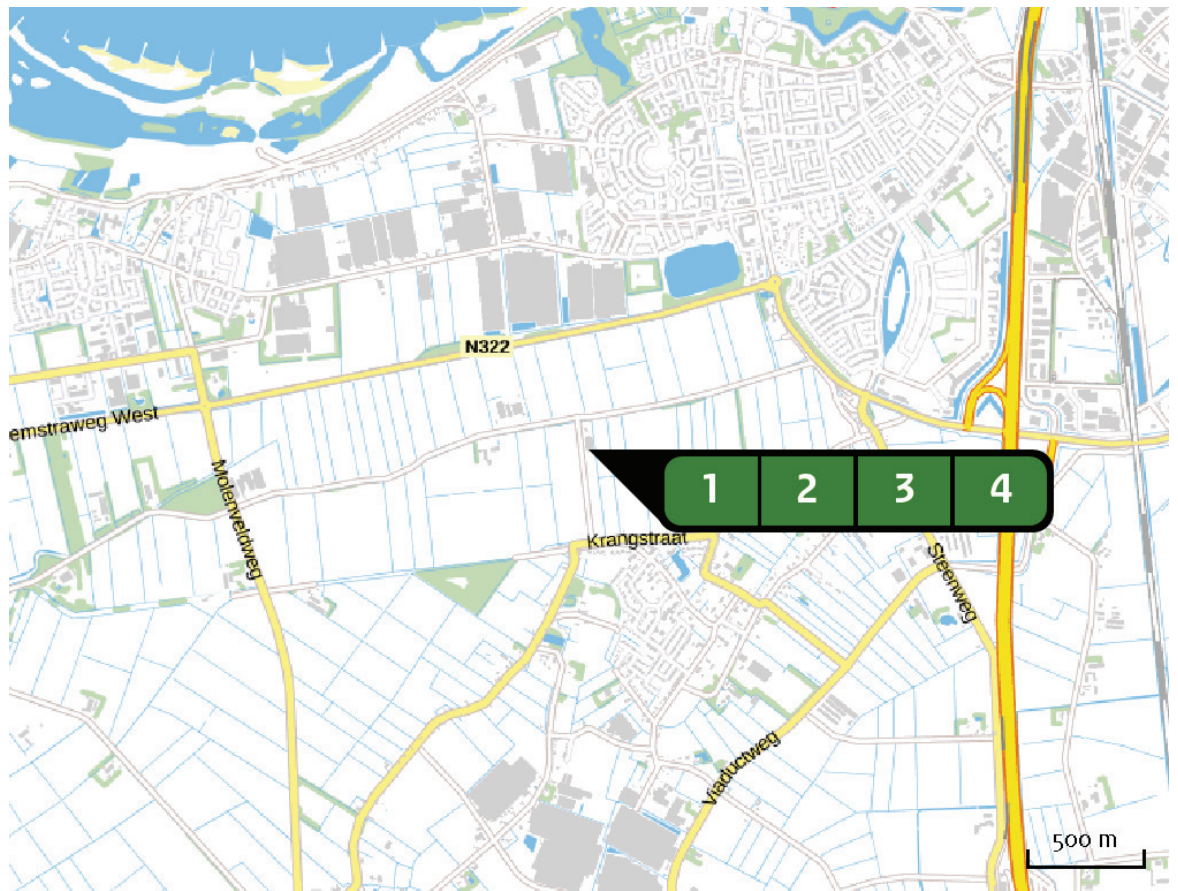 N322
emstraweg West
Molenveldweg
1 2 3 4
Krangstraat
Steenweg
Viaductweg
500 m